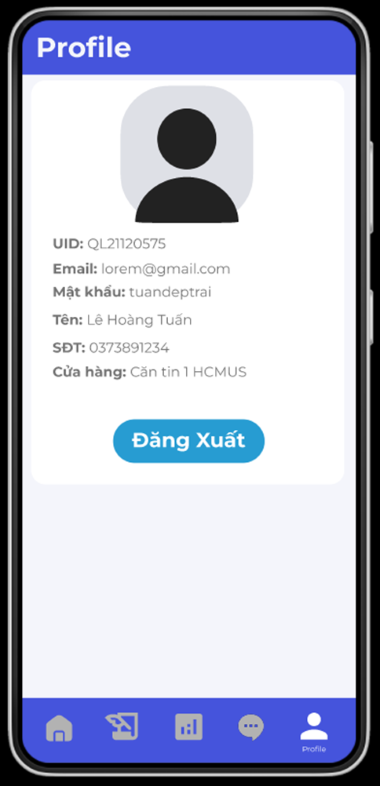 Profile
UID: QL21120575
Email: lorem@gmail.com
Mật khẩu: tuandeptrai
Tên: Lê Hoàng Tuấn
SĐT: 0373891234
Cửa hàng: Căn tin 1 HCMUS
Đăng Xuất
Profile